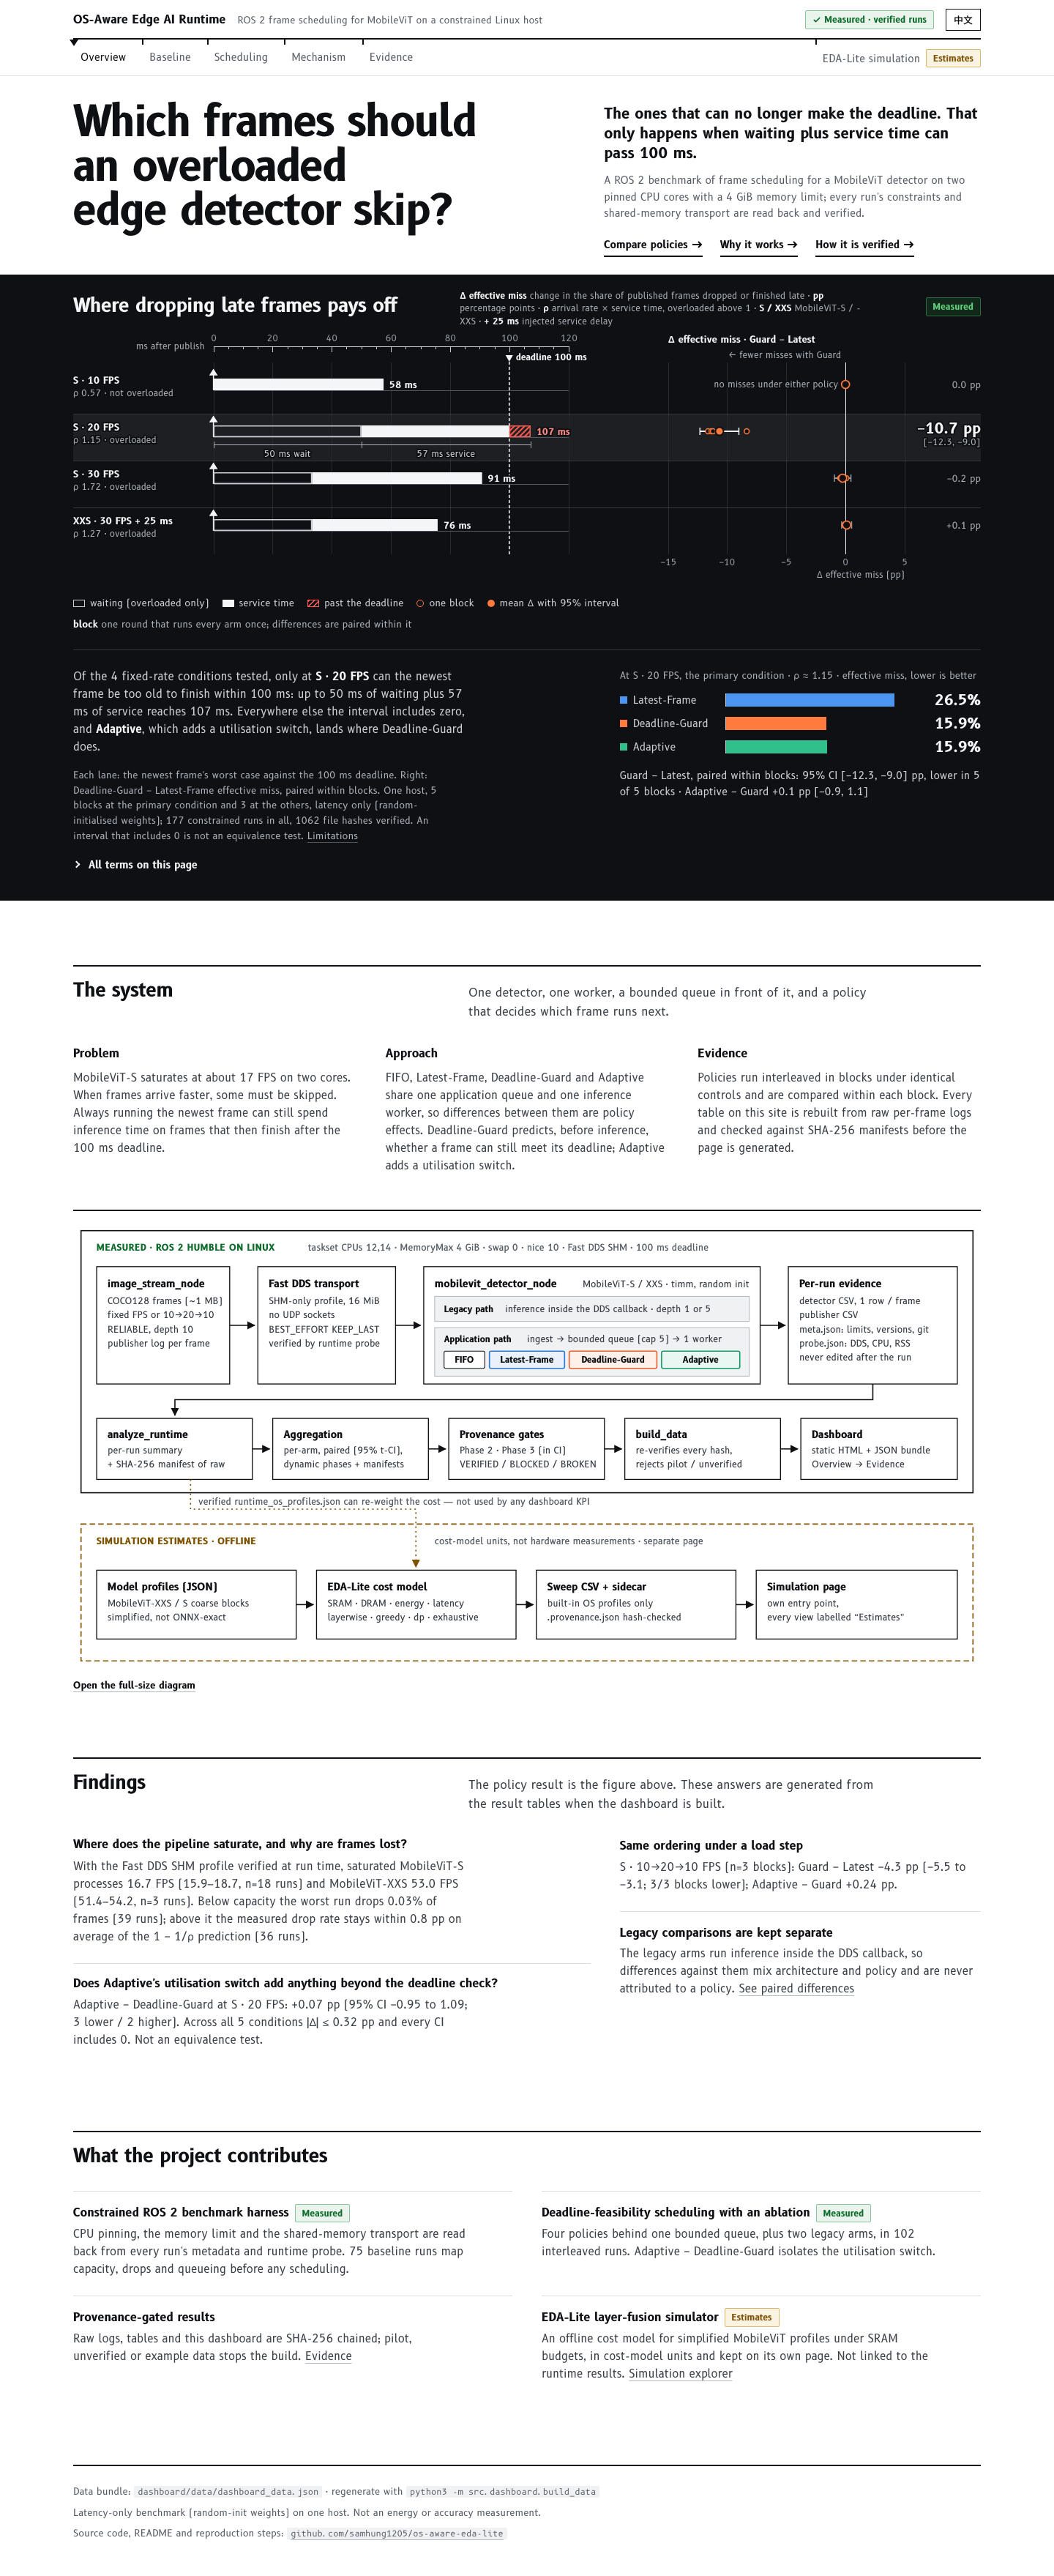 OS-Aware Edge AI Runtime
ROS 2 frame scheduling for MobileViT on a constrained Linux host
✓ Measured · verified runs
中文
Overview
Baseline
Scheduling
Mechanism
Evidence
EDA-Lite simulation
Estimates
Which frames should
an overloaded
edge detector skip?
The ones that can no longer make the deadline. That
only happens when waiting plus service time can
pass 100 ms.
A ROS 2 benchmark of frame scheduling for a MobileViT detector on two
pinned CPU cores with a 4 GiB memory limit; every run's constraints and
shared-memory transport are read back and verified.
Compare policies →
Why it works →
How it is verified →
Where dropping late frames pays off
Δ effective miss change in the share of published frames dropped or finished late · pp
percentage points · ρ arrival rate × service time, overloaded above 1 · S / XXS MobileViT-S / -
XXS · + 25 ms injected service delay
Measured
ms after publish
0
20
40
60
80
100
120
deadline 100 ms
Δ effective miss · Guard − Latest
← fewer misses with Guard
S · 10 FPS
ρ 0.57 · not overloaded
58 ms
no misses under either policy
0.0 pp
S · 20 FPS
ρ 1.15 · overloaded
107 ms
50 ms wait
57 ms service
−10.7 pp
[−12.3, −9.0]
S · 30 FPS
ρ 1.72 · overloaded
91 ms
−0.2 pp
XXS · 30 FPS + 25 ms
ρ 1.27 · overloaded
76 ms
+0.1 pp
−15
−10
−5
0
5
Δ effective miss [pp]
waiting [overloaded only]
service time
past the deadline
one block
mean Δ with 95% interval
block one round that runs every arm once; differences are paired within it
Of the 4 fixed-rate conditions tested, only at S · 20 FPS can the newest
frame be too old to finish within 100 ms: up to 50 ms of waiting plus 57
ms of service reaches 107 ms. Everywhere else the interval includes zero,
and Adaptive, which adds a utilisation switch, lands where Deadline-Guard
does.
Each lane: the newest frame's worst case against the 100 ms deadline. Right:
Deadline-Guard − Latest-Frame effective miss, paired within blocks. One host, 5
blocks at the primary condition and 3 at the others, latency only [random-
initialised weights]; 177 constrained runs in all, 1062 file hashes verified. An
interval that includes 0 is not an equivalence test. Limitations
All terms on this page
At S · 20 FPS, the primary condition · ρ ≈ 1.15 · effective miss, lower is better
Latest-Frame
26.5%
Deadline-Guard
15.9%
Adaptive
15.9%
Guard − Latest, paired within blocks: 95% CI [−12.3, −9.0] pp, lower in 5
of 5 blocks · Adaptive − Guard +0.1 pp [−0.9, 1.1]
The system
One detector, one worker, a bounded queue in front of it, and a policy
that decides which frame runs next.
Problem
MobileViT-S saturates at about 17 FPS on two cores.
When frames arrive faster, some must be skipped.
Always running the newest frame can still spend
inference time on frames that then finish after the
100 ms deadline.
Approach
FIFO, Latest-Frame, Deadline-Guard and Adaptive
share one application queue and one inference
worker, so differences between them are policy
effects. Deadline-Guard predicts, before inference,
whether a frame can still meet its deadline; Adaptive
adds a utilisation switch.
Evidence
Policies run interleaved in blocks under identical
controls and are compared within each block. Every
table on this site is rebuilt from raw per-frame logs
and checked against SHA-256 manifests before the
page is generated.
MEASURED · ROS 2 HUMBLE ON LINUX
taskset CPUs 12,14 · MemoryMax 4 GiB · swap 0 · nice 10 · Fast DDS SHM · 100 ms deadline
image_stream_node
COCO128 frames [~1 MB]
fixed FPS or 10→20→10
RELIABLE, depth 10
publisher log per frame
Fast DDS transport
SHM-only profile, 16 MiB
no UDP sockets
BEST_EFFORT KEEP_LAST
verified by runtime probe
mobilevit_detector_node
MobileViT-S / XXS · timm, random init
Legacy path
inference inside the DDS callback · depth 1 or 5
Application path
ingest → bounded queue [cap 5] → 1 worker
FIFO
Latest-Frame
Deadline-Guard
Adaptive
Per-run evidence
detector CSV, 1 row / frame
publisher CSV
meta.json: limits, versions, git
probe.json: DDS, CPU, RSS
never edited after the run
analyze_runtime
per-run summary
+ SHA-256 manifest of raw
Aggregation
per-arm, paired [95% t-CI],
dynamic phases + manifests
Provenance gates
Phase 2 · Phase 3 [in CI]
VERIFIED / BLOCKED / BROKEN
build_data
re-verifies every hash,
rejects pilot / unverified
Dashboard
static HTML + JSON bundle
Overview → Evidence
verified runtime_os_profiles.json can re-weight the cost — not used by any dashboard KPI
SIMULATION ESTIMATES · OFFLINE
cost-model units, not hardware measurements · separate page
Model profiles [JSON]
MobileViT-XXS / S coarse blocks
simplified, not ONNX-exact
EDA-Lite cost model
SRAM · DRAM · energy · latency
layerwise · greedy · dp · exhaustive
Sweep CSV + sidecar
built-in OS profiles only
.provenance.json hash-checked
Simulation page
own entry point,
every view labelled “Estimates”
Open the full-size diagram
Findings
The policy result is the figure above. These answers are generated from
the result tables when the dashboard is built.
Where does the pipeline saturate, and why are frames lost?
With the Fast DDS SHM profile verified at run time, saturated MobileViT-S
processes 16.7 FPS [15.9–18.7, n=18 runs] and MobileViT-XXS 53.0 FPS
[51.4–54.2, n=3 runs]. Below capacity the worst run drops 0.03% of
frames [39 runs]; above it the measured drop rate stays within 0.8 pp on
average of the 1 − 1/ρ prediction [36 runs].
Does Adaptive's utilisation switch add anything beyond the deadline check?
Adaptive − Deadline-Guard at S · 20 FPS: +0.07 pp [95% CI −0.95 to 1.09;
3 lower / 2 higher]. Across all 5 conditions |Δ| ≤ 0.32 pp and every CI
includes 0. Not an equivalence test.
Same ordering under a load step
S · 10→20→10 FPS [n=3 blocks]: Guard − Latest −4.3 pp [−5.5 to
−3.1; 3/3 blocks lower]; Adaptive − Guard +0.24 pp.
Legacy comparisons are kept separate
The legacy arms run inference inside the DDS callback, so
differences against them mix architecture and policy and are never
attributed to a policy. See paired differences
What the project contributes
Constrained ROS 2 benchmark harness
Measured
CPU pinning, the memory limit and the shared-memory transport are read
back from every run's metadata and runtime probe. 75 baseline runs map
capacity, drops and queueing before any scheduling.
Deadline-feasibility scheduling with an ablation
Measured
Four policies behind one bounded queue, plus two legacy arms, in 102
interleaved runs. Adaptive − Deadline-Guard isolates the utilisation switch.
Provenance-gated results
Raw logs, tables and this dashboard are SHA-256 chained; pilot,
unverified or example data stops the build. Evidence
EDA-Lite layer-fusion simulator
Estimates
An offline cost model for simplified MobileViT profiles under SRAM
budgets, in cost-model units and kept on its own page. Not linked to the
runtime results. Simulation explorer
Data bundle: dashboard/data/dashboard_data.json · regenerate with python3 -m src.dashboard.build_data
Latency-only benchmark [random-init weights] on one host. Not an energy or accuracy measurement.
Source code, README and reproduction steps: github.com/samhung1205/os-aware-eda-lite